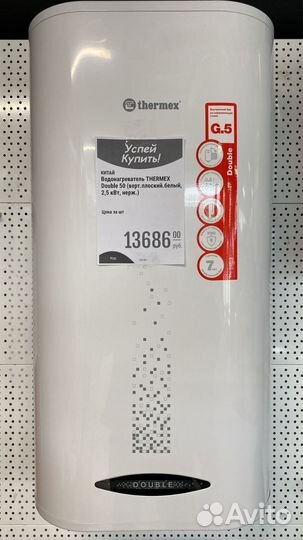 thermex
Успей
Купить!
КИТАЙ
Водонагреватель THERMEX
Double 50 (верт.плоский.белый,
2,5 кВт, нерж.)
Цена за шт
13686 00
руб.
G.5
Double
7
DOUBLE
Avito